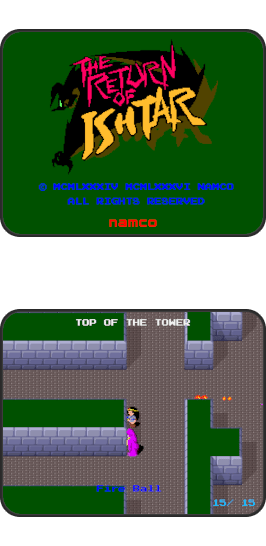 THE
RETURN
OF
ISHTAR
© MCMLXXXIV MCMLXXXVI NAMCO
ALL RIGHTS RESERVED
namco
TOP OF THE TOWER
Fire Ball
15/ 15